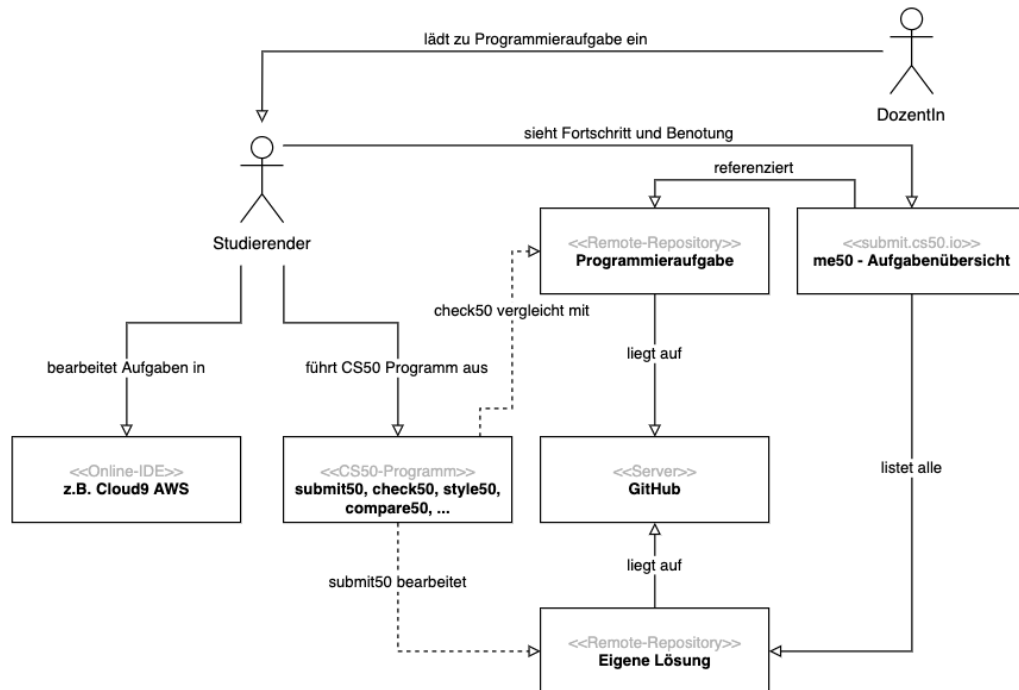 lädt zu Programmieraufgabe ein
DozentIn
sieht Fortschritt und Benotung
referenziert
Studierender
<<Remote-Repository>>
Programmieraufgabe
<<submit.cs50.io>>
me50 - Aufgabenübersicht
check50 vergleicht mit
liegt auf
bearbeitet Aufgaben in
führt CS50 Programm aus
<<Online-IDE>>
z.B. Cloud9 AWS
<<CS50-Programm>>
submit50, check50, style50,
compare50, ...
<<Server>>
GitHub
listet alle
liegt auf
submit50 bearbeitet
<<Remote-Repository>>
Eigene Lösung